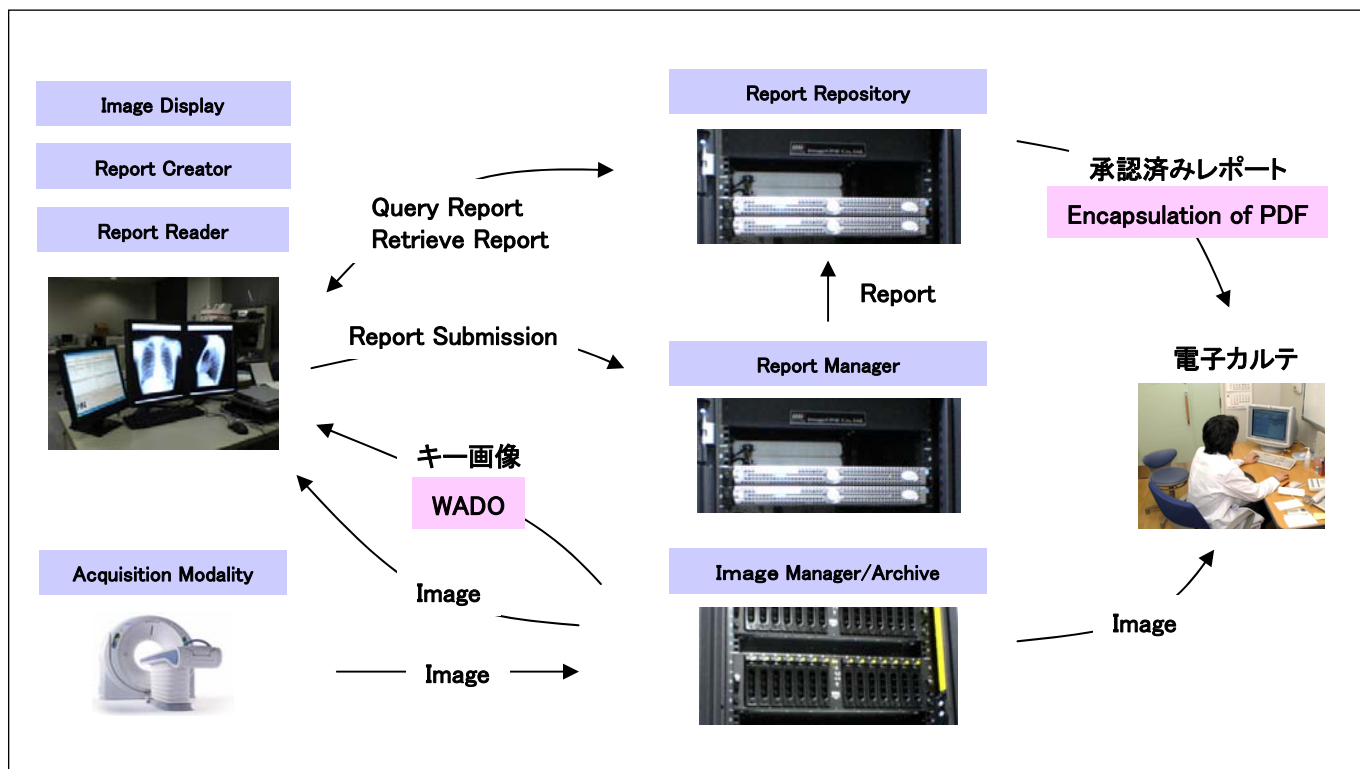 Image Display
Report Creator
Report Reader
Report Repository
承認済みレポート
Encapsulation of PDF
Query Report
Retrieve Report
Report
Report Submission
Report Manager
電子カルテ
キー画像
WADO
Acquisition Modality
Image
Image Manager/Archive
Image
Image